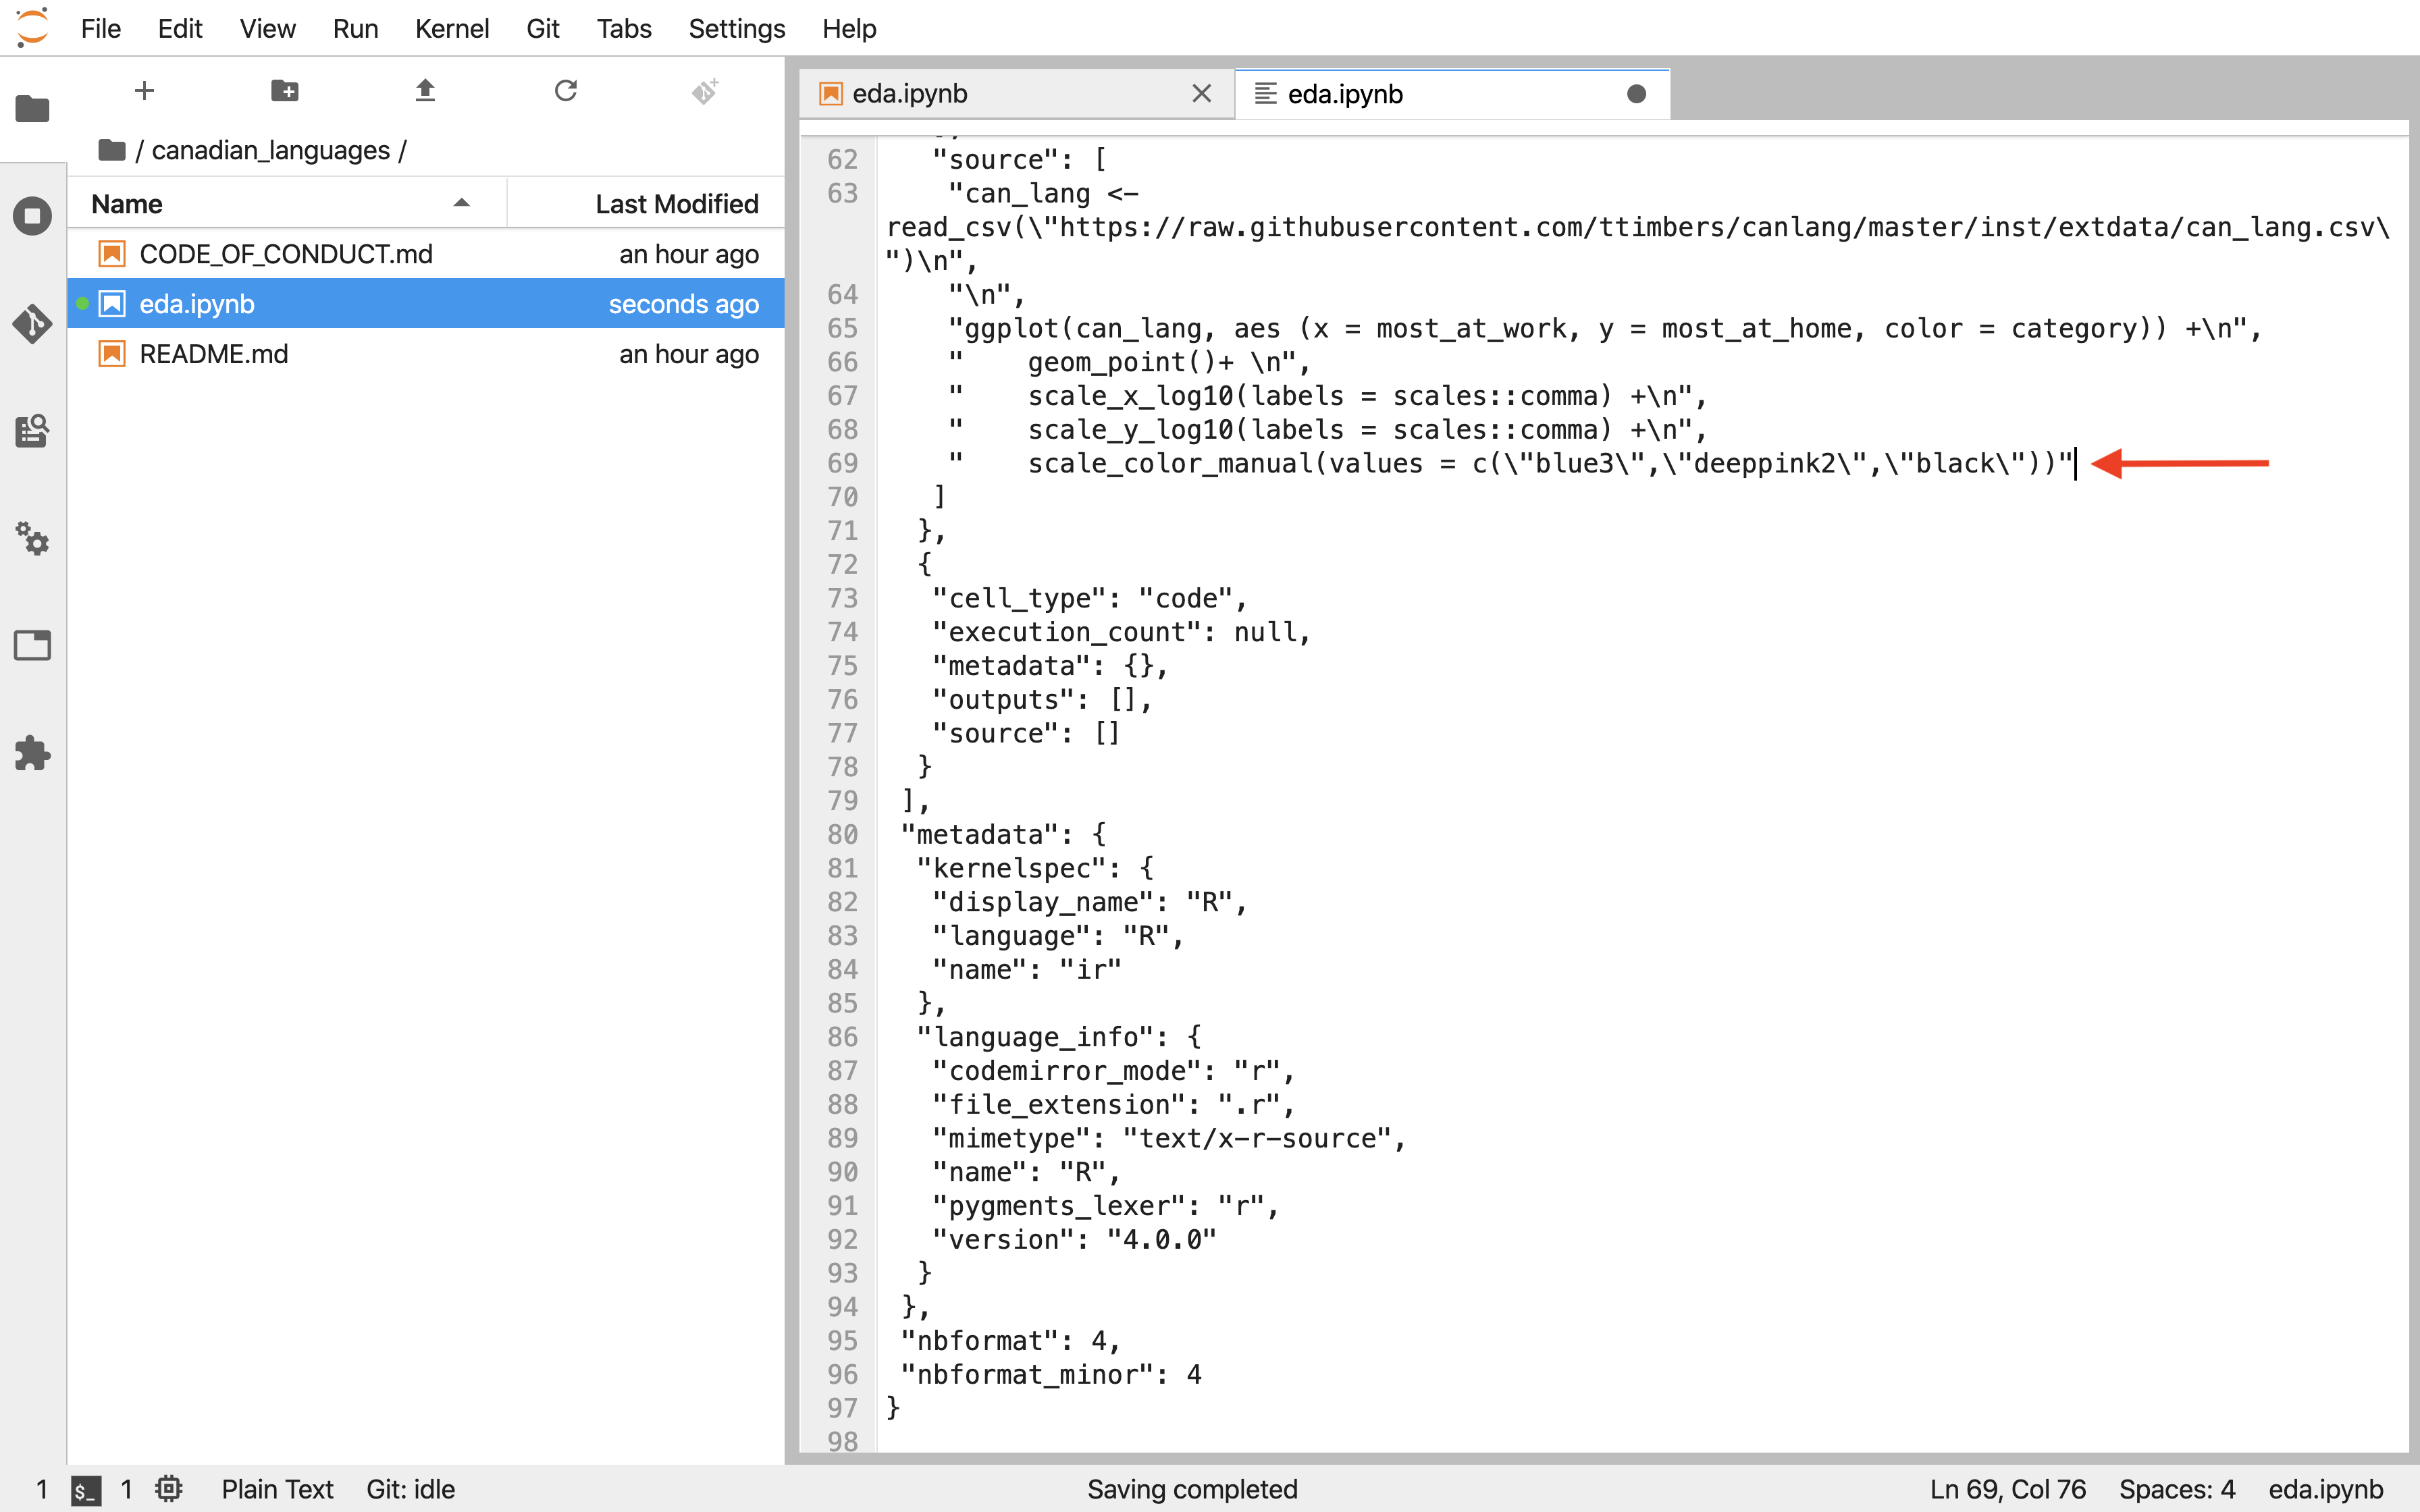 File Edit View Run Kernel Git Tabs Settings Help
/ canadian_languages /
Name Last Modified
CODE_OF_CONDUCT.md an hour ago
eda.ipynb seconds ago
README.md an hour ago
eda.ipynb eda.ipynb
62 "source": [
63 "can_lang <-
read_csv(\"https://raw.githubusercontent.com/ttimbers/canlang/master/inst/extdata/can_lang.csv\
")\n",
64 "\n",
65 "ggplot(can_lang, aes (x = most_at_work, y = most_at_home, color = category)) +\n",
66 "    geom_point()+ \n",
67 "    scale_x_log10(labels = scales::comma) +\n",
68 "    scale_y_log10(labels = scales::comma) +\n",
69 "    scale_color_manual(values = c(\"blue3\",\"deeppink2\",\"black\"))"
70 ]
71 },
72 {
73 "cell_type": "code",
74 "execution_count": null,
75 "metadata": {},
76 "outputs": [],
77 "source": []
78 }
79 ],
80 "metadata": {
81 "kernelspec": {
82 "display_name": "R",
83 "language": "R",
84 "name": "ir"
85 },
86 "language_info": {
87 "codemirror_mode": "r",
88 "file_extension": ".r",
89 "mimetype": "text/x-r-source",
90 "name": "R",
91 "pygments_lexer": "r",
92 "version": "4.0.0"
93 }
94 },
95 "nbformat": 4,
96 "nbformat_minor": 4
97 }
98
1 $_ 1 Plain Text Git: idle Saving completed Ln 69, Col 76 Spaces: 4 eda.ipynb